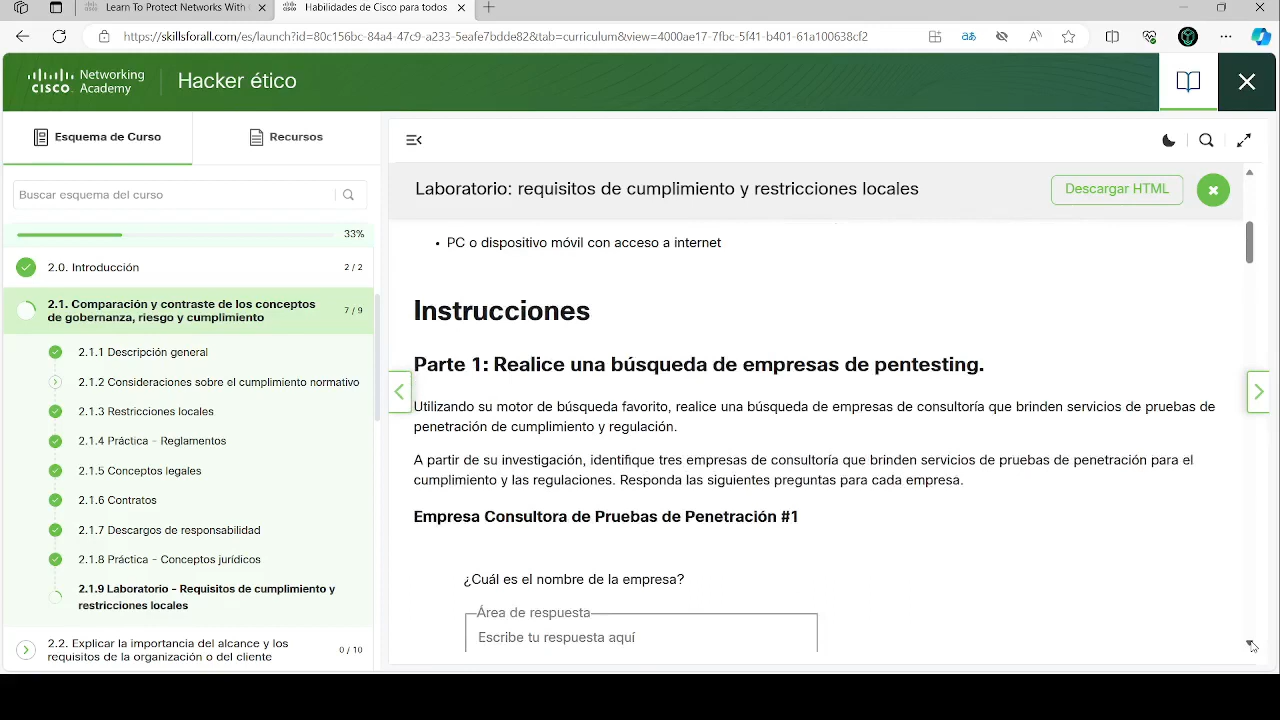 Learn To Protect Networks With
Habilidades de Cisco para todos
https://skillsforall.com/es/launch?id=80c156bc-84a4-47c9-a233-5eafe7bdde82&tab=curriculum&view=4000ae17-7fbc-5f41-b401-61a100638cf2
Networking
CISCO Academy
Hacker ético
Esquema de Curso
Recursos
Buscar esquema del curso
33%
2.0. Introducción
2 / 2
2.1. Comparación y contraste de los conceptos
de gobernanza, riesgo y cumplimiento
7 / 9
2.1.1 Descripción general
2.1.2 Consideraciones sobre el cumplimiento normativo
2.1.3 Restricciones locales
2.1.4 Práctica - Reglamentos
2.1.5 Conceptos legales
2.1.6 Contratos
2.1.7 Descargos de responsabilidad
2.1.8 Práctica - Conceptos jurídicos
2.1.9 Laboratorio - Requisitos de cumplimiento y
restricciones locales
2.2. Explicar la importancia del alcance y los
requisitos de la organización o del cliente
0 / 10
Laboratorio: requisitos de cumplimiento y restricciones locales
Descargar HTML
• PC o dispositivo móvil con acceso a internet
Instrucciones
Parte 1: Realice una búsqueda de empresas de pentesting.
Utilizando su motor de búsqueda favorito, realice una búsqueda de empresas de consultoría que brinden servicios de pruebas de
penetración de cumplimiento y regulación.
A partir de su investigación, identifique tres empresas de consultoría que brinden servicios de pruebas de penetración para el
cumplimiento y las regulaciones. Responda las siguientes preguntas para cada empresa.
Empresa Consultora de Pruebas de Penetración #1
¿Cuál es el nombre de la empresa?
Área de respuesta
Escribe tu respuesta aquí